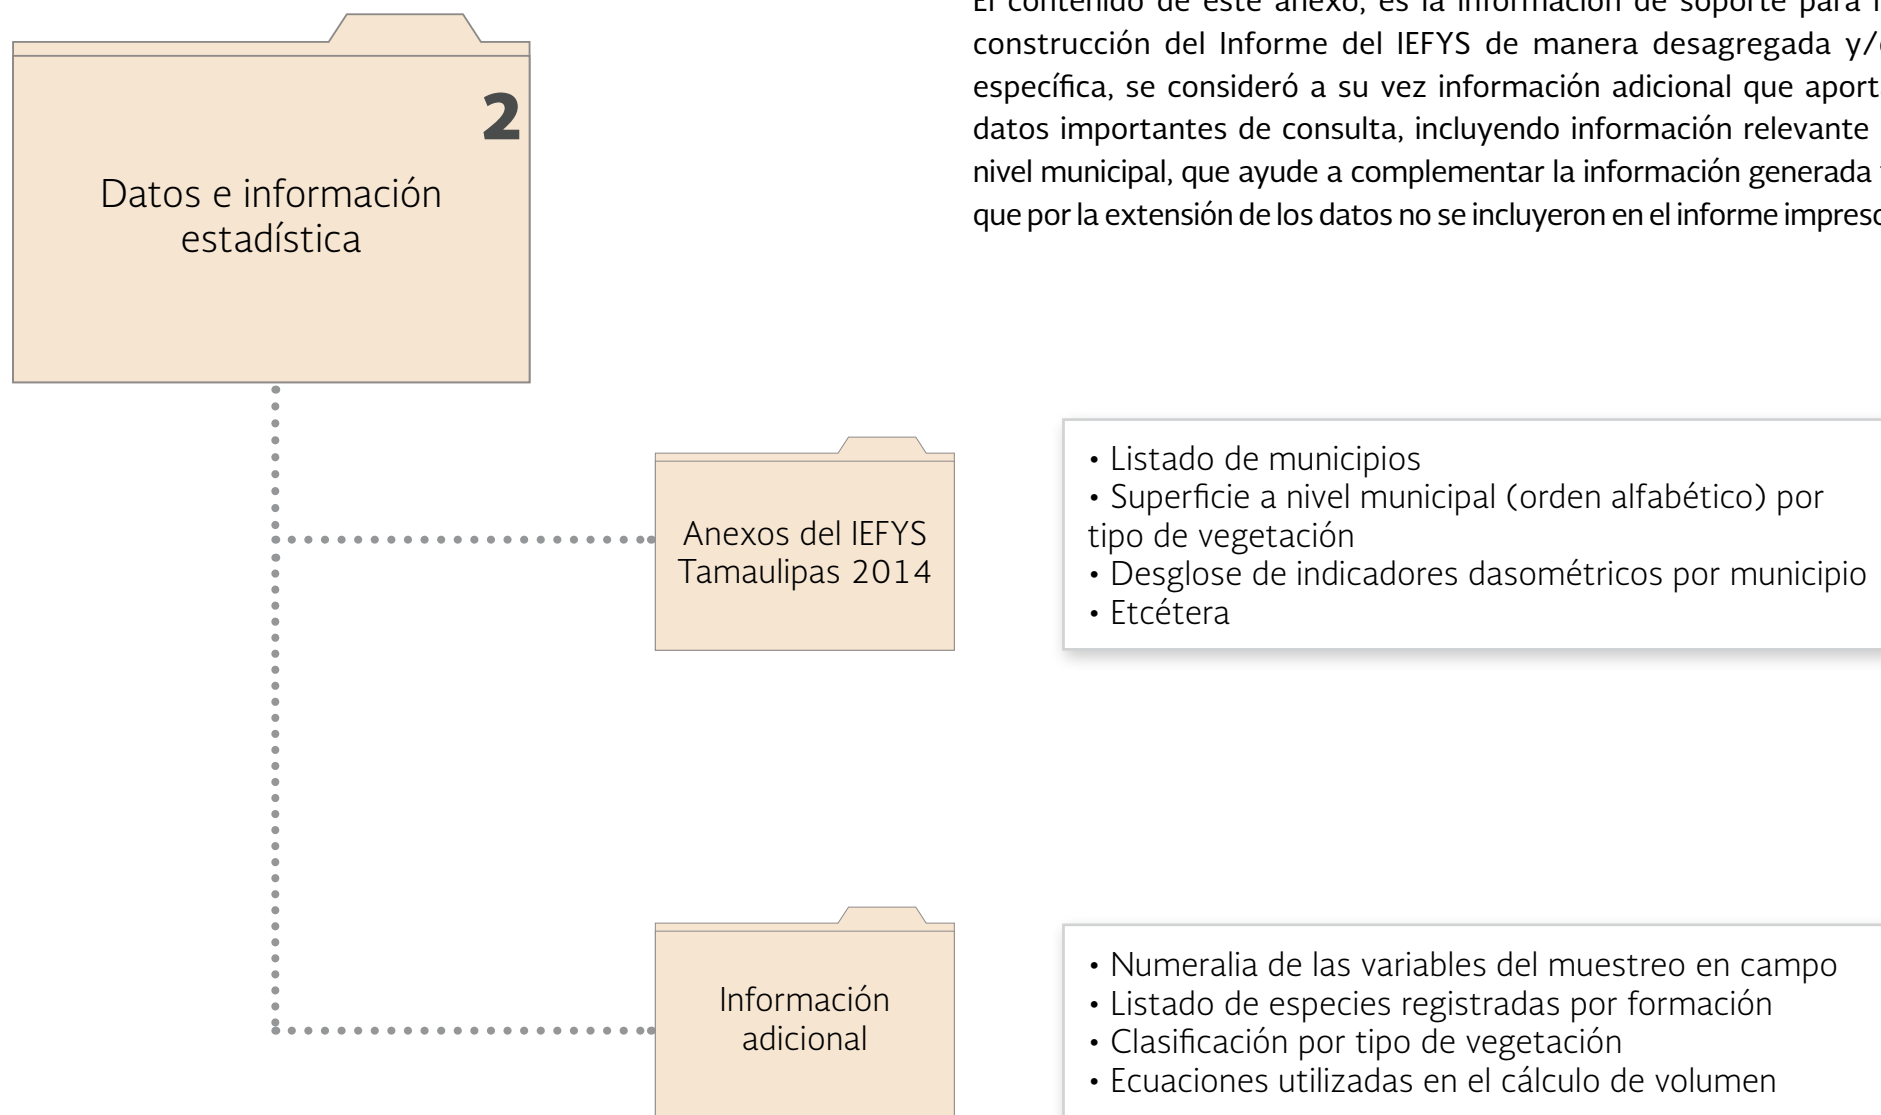 El contenido de este anexo, es la información de soporte para
construcción del Informe del IEFYS de manera desagregada
específica, se consideró a su vez información adicional que
datos importantes de consulta, incluyendo información relevante
nivel municipal, que ayude a complementar la información generada
que por la extensión de los datos no se incluyeron en el informe
2
Datos e información
estadística
Anexos del IEFYS
Tamaulipas 2014
• Listado de municipios
• Superficie a nivel municipal (orden alfabético) por
tipo de vegetación
• Desglose de indicadores dasométricos por municipio
• Etcétera
Información
adicional
• Numeralia de las variables del muestreo en campo
• Listado de especies registradas por formación
• Clasificación por tipo de vegetación
• Ecuaciones utilizadas en el cálculo de volumen